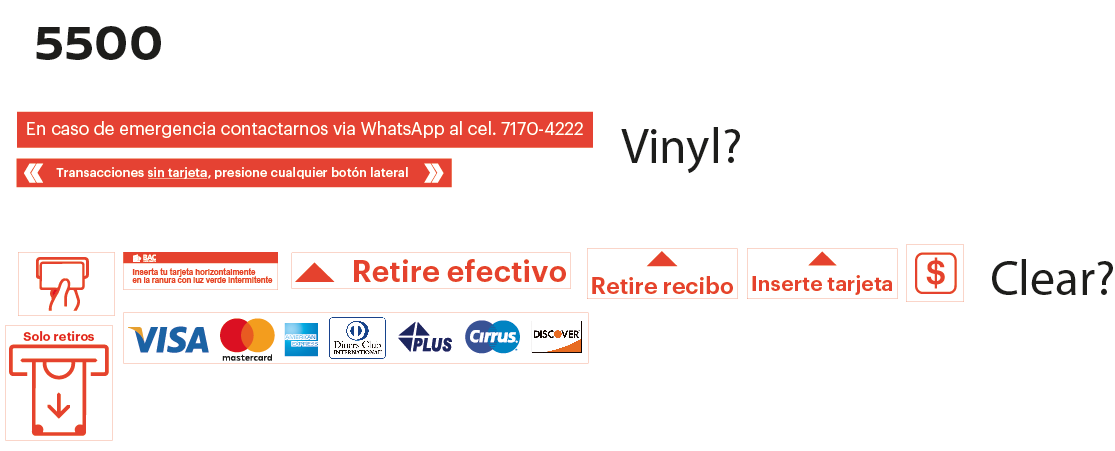 5500
En caso de emergencia contactarnos via WhatsApp al cel. 7170-4222
Vinyl?
Transacciones sin tarjeta, presione cualquier botón lateral
BAC
Inserta tu tarjeta horizontalmente
en la ranura con luz verde intermitente
Retire efectivo
Retire recibo
Inserte tarjeta
$
Clear?
Solo retiros
VISA
mastercard
AMERICAN
EXPRESS
Diners Club
INTERNATIONAL
PLUS
Cirrus
DISCOVER